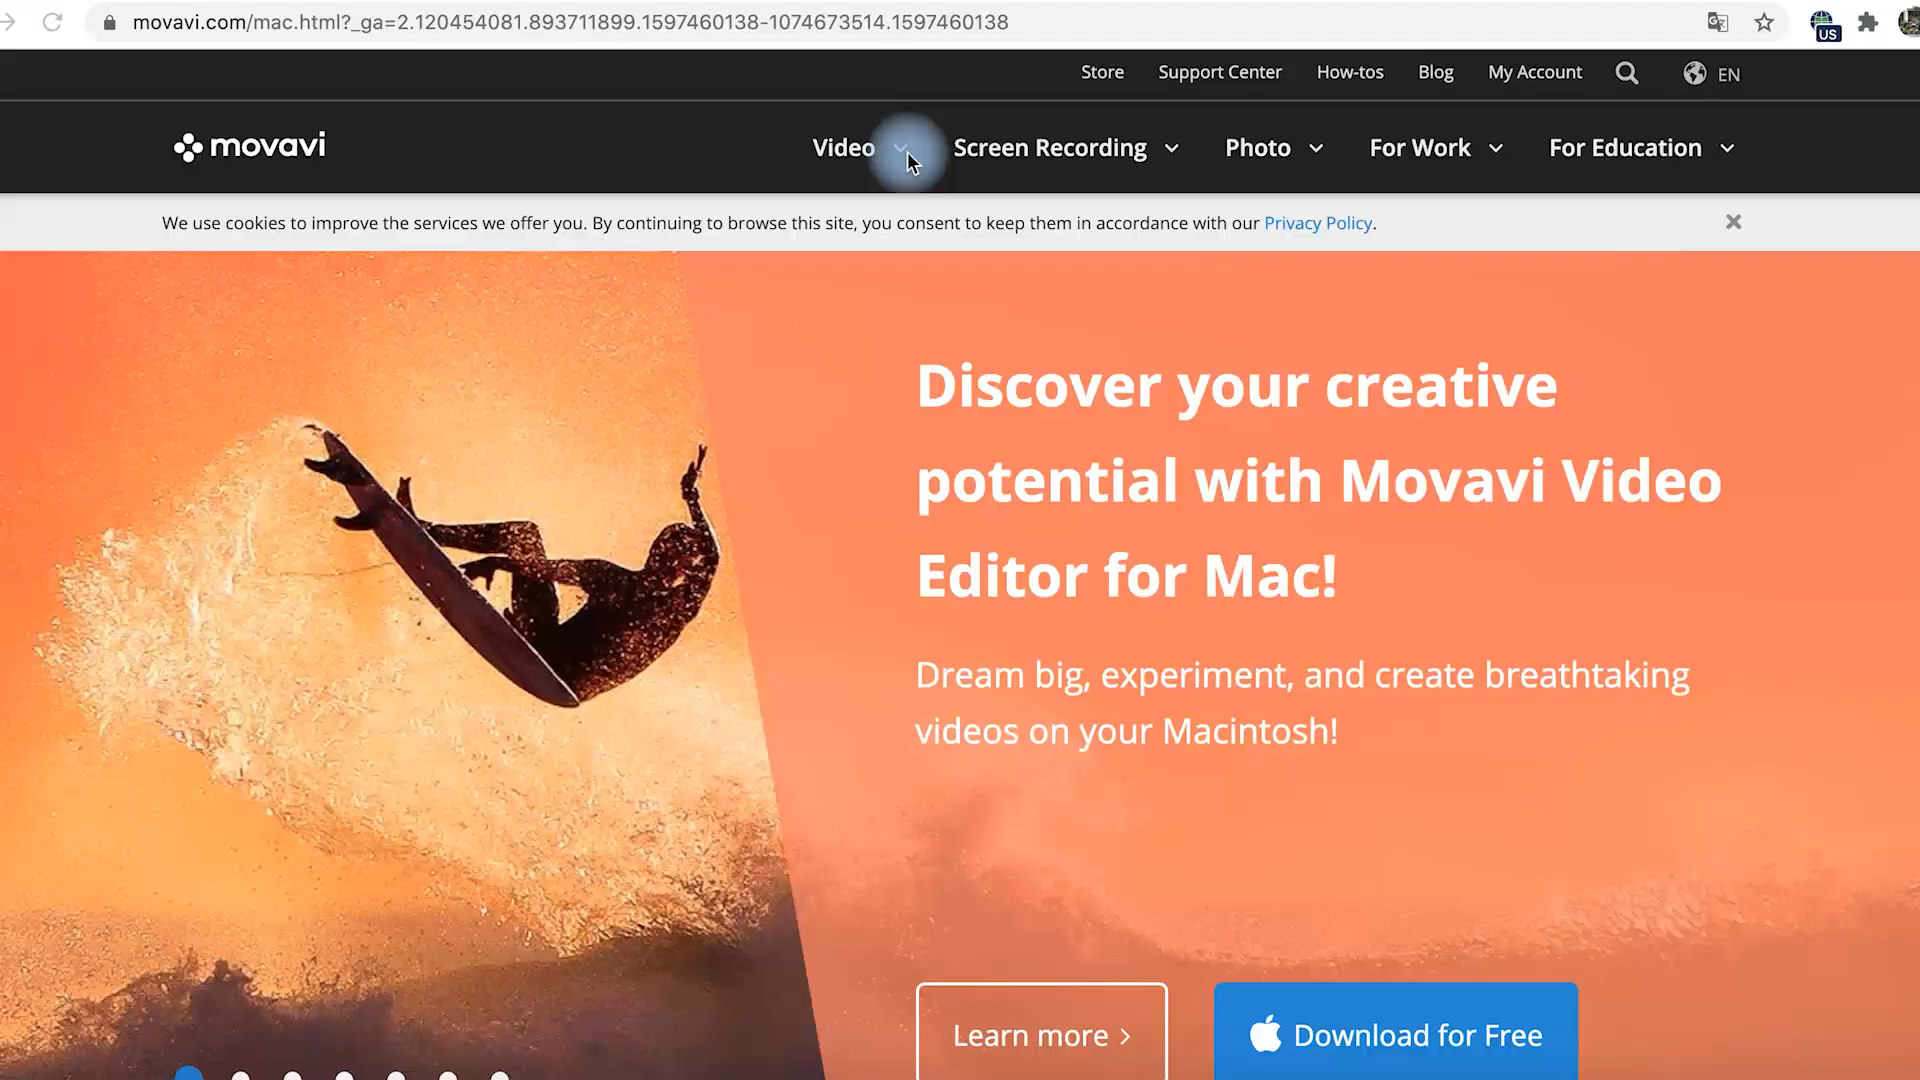 movavi.com/mac.html?_ga=2.120454081.893711899.1597460138-1074673514.1597460138
US
Store Support Center How-tos Blog My Account EN
movavi Video Screen Recording Photo For Work For Education
We use cookies to improve the services we offer you. By continuing to browse this site, you consent to keep them in accordance with our Privacy Policy.
Discover your creative
potential with Movavi Video
Editor for Mac!
Dream big, experiment, and create breathtaking
videos on your Macintosh!
Learn more
Download for Free